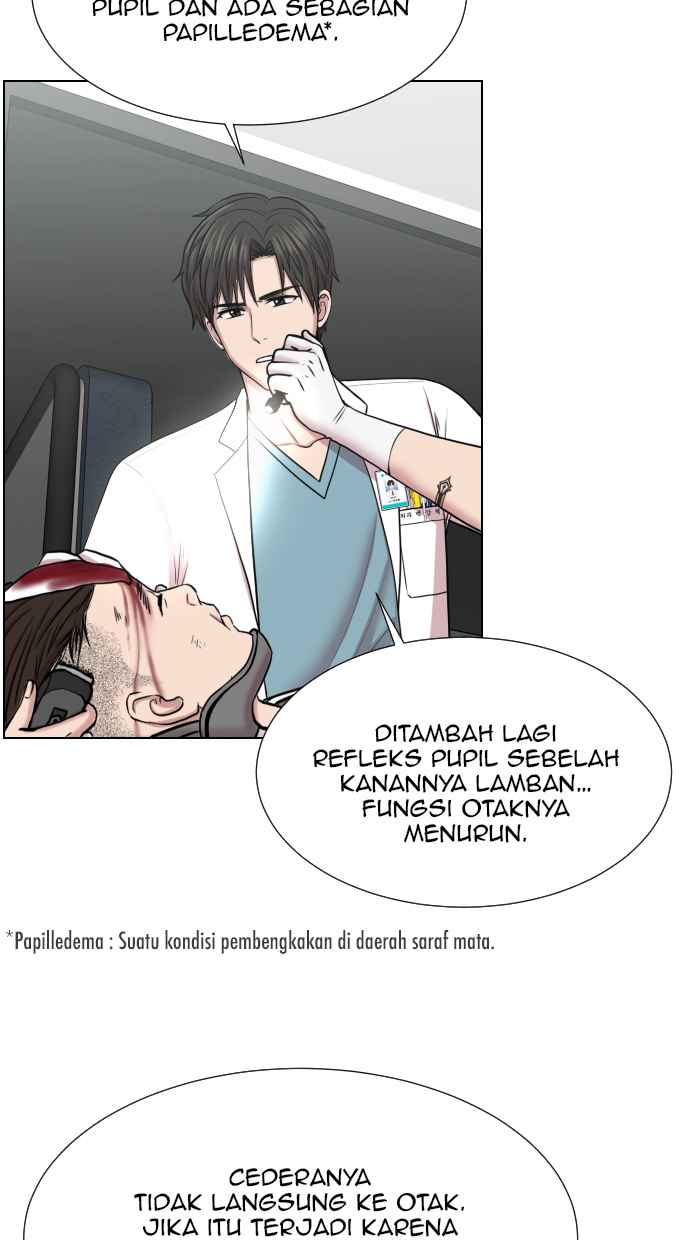 PUPIL DAN ADA SEBAGIAN
PAPILLEDEMA*.
DITAMBAH LAGI
REFLEKS PUPIL SEBELAH
KANANNYA LAMBAN...
FUNGSI OTAKNYA
MENURUN.
*Papilledema : Suatu kondisi pembengkakan di daerah saraf mata.
CEDERANYA
TIDAK LANGSUNG KE OTAK.
JIKA ITU TERJADI KARENA